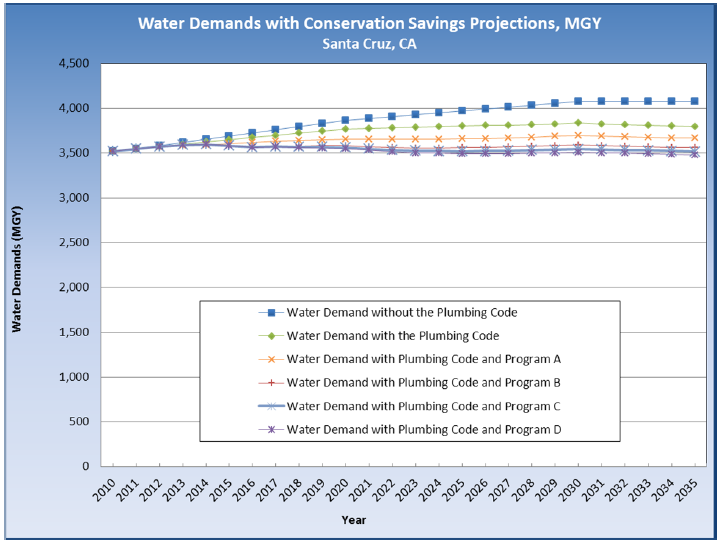 Water Demands with Conservation Savings Projections, MGY
Santa Cruz, CA
Water Demands (MGY)
4,500
4,000
3,500
3,000
2,500
2,000
1,500
1,000
500
0
Water Demand without the Plumbing Code
Water Demand with the Plumbing Code
Water Demand with Plumbing Code and Program A
Water Demand with Plumbing Code and Program B
Water Demand with Plumbing Code and Program C
Water Demand with Plumbing Code and Program D
2010 2011 2012 2013 2014 2015 2016 2017 2018 2019 2020 2021 2022 2023 2024 2025 2026 2027 2028 2029 2030 2031 2032 2033 2034 2035
Year